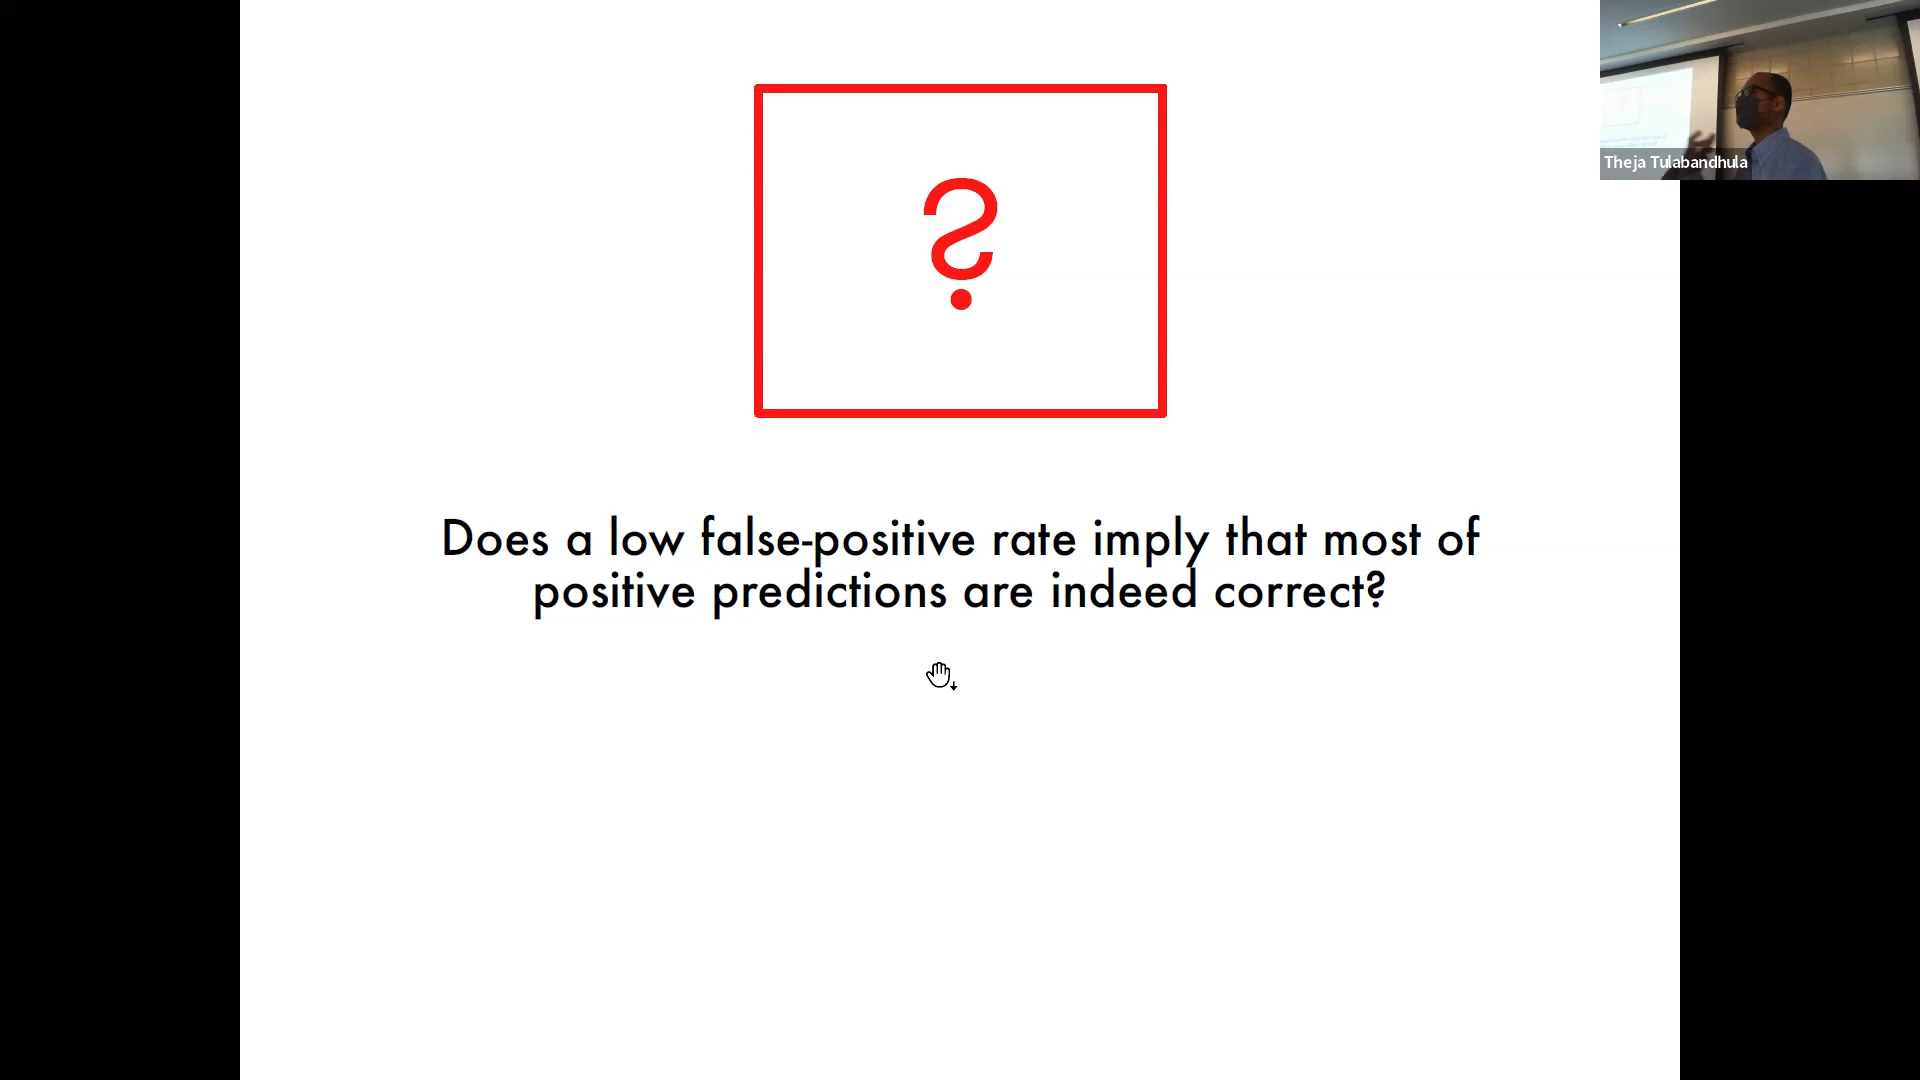 Theja Tulabandhula
?
Does a low false-positive rate imply that most of
positive predictions are indeed correct?